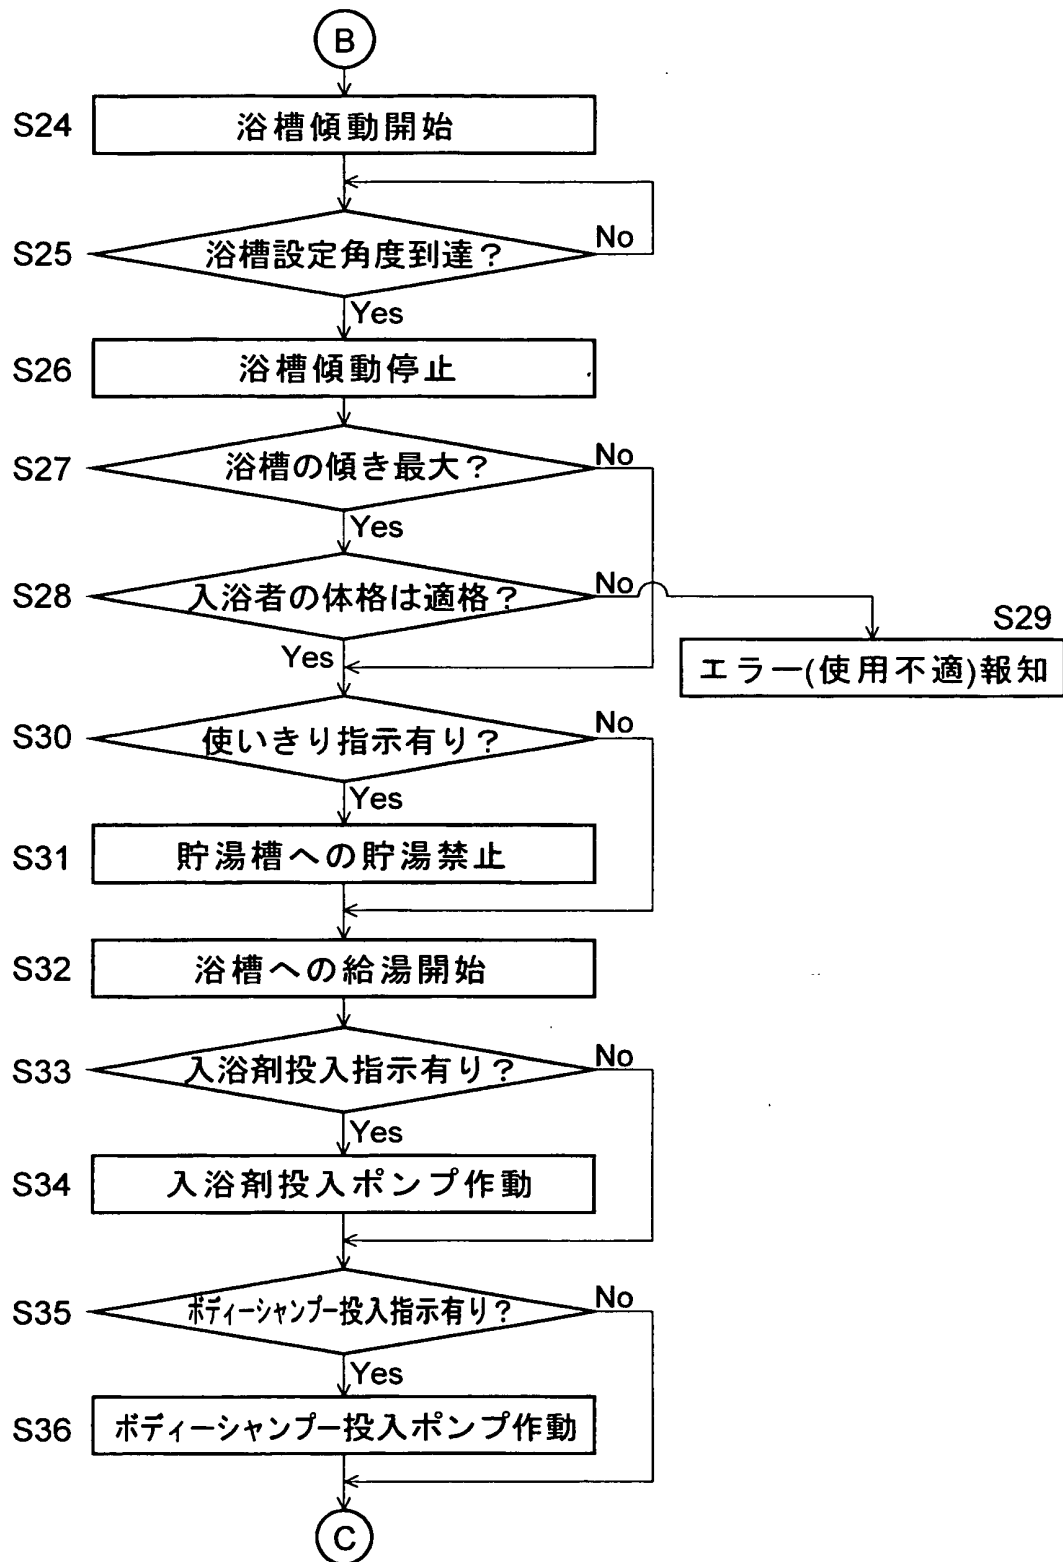 B
S24 浴槽傾動開始
S25 浴槽設定角度到達? No
Yes
S26 浴槽傾動停止
S27 浴槽の傾き最大? No
Yes
S28 入浴者の体格は適格? No
S29
Yes
エラー(使用不適)報知
S30 使いきり指示有り? No
Yes
S31 貯湯槽への貯湯禁止
S32 浴槽への給湯開始
S33 入浴剤投入指示有り? No
Yes
S34 入浴剤投入ポンプ作動
S35 ボディーシャンプー投入指示有り? No
Yes
S36 ボディーシャンプー投入ポンプ作動
C